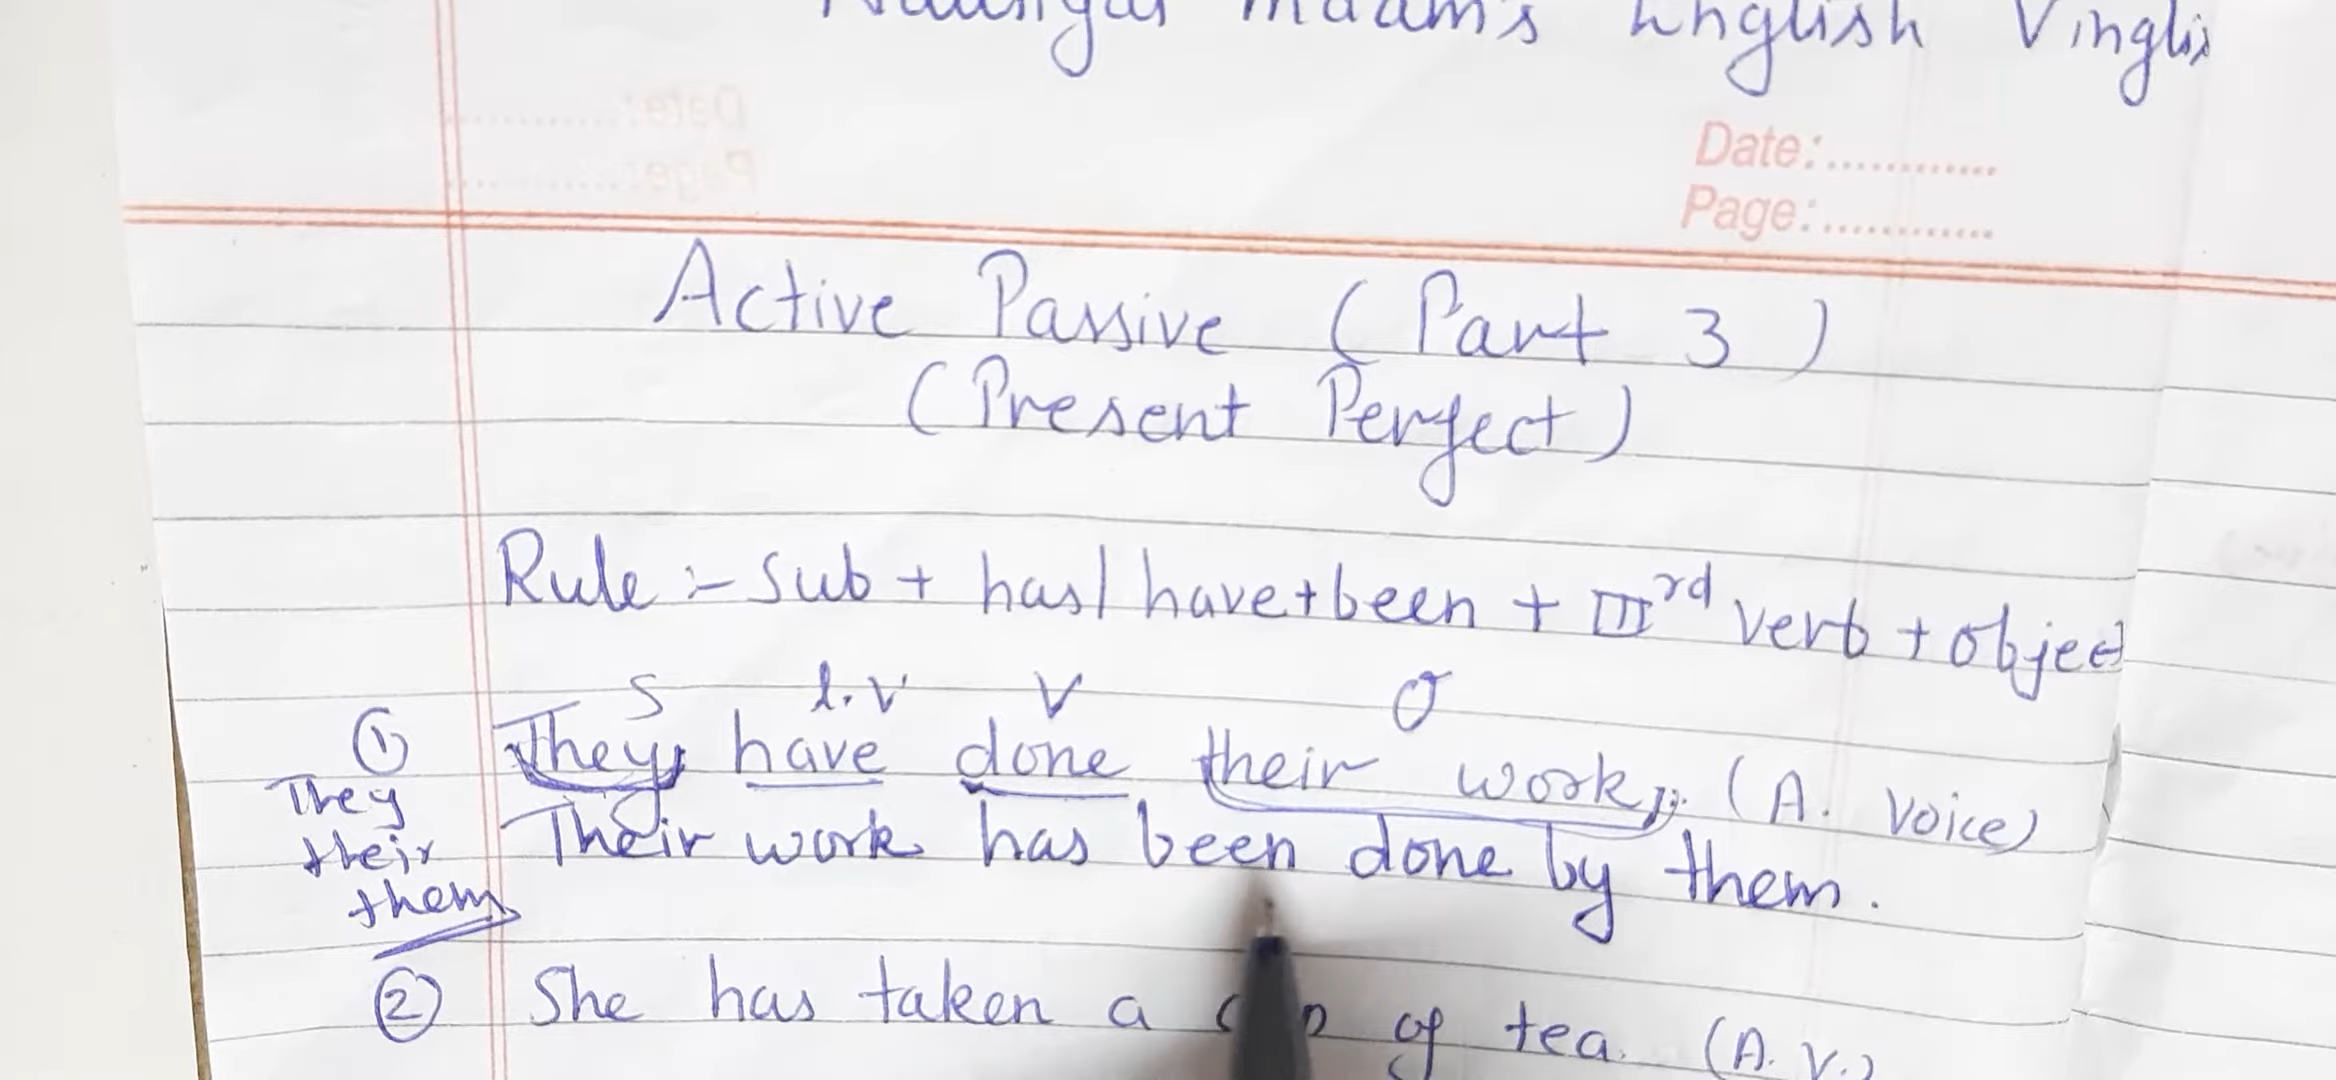 maam's English Vingli
Date:............
Page:............
Active Passive (Part 3)
(Present Perfect)
Rule :- Sub + has/have+been + IIIrd verb + objec
S h.V V O
① They have done their work. (A. Voice)
They
their
them
Their work has been done by them.
② She has taken a of tea. (A. V.)